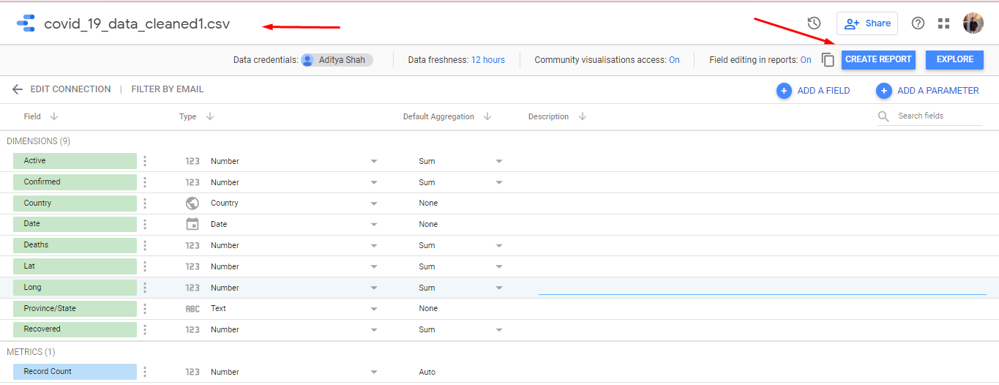 covid_19_data_cleaned1.csv
Share
Data credentials: Aditya Shah
Data freshness: 12 hours
Community visualisations access: On
Field editing in reports: On
CREATE REPORT
EXPLORE
EDIT CONNECTION | FILTER BY EMAIL
ADD A FIELD
ADD A PARAMETER
Field Type Default Aggregation Description Search fields
DIMENSIONS (9)
Active 123 Number Sum
Confirmed 123 Number Sum
Country Country None
Date Date None
Deaths 123 Number Sum
Lat 123 Number Sum
Long 123 Number Sum
Province/State ABC Text None
Recovered 123 Number Sum
METRICS (1)
Record Count 123 Number Auto